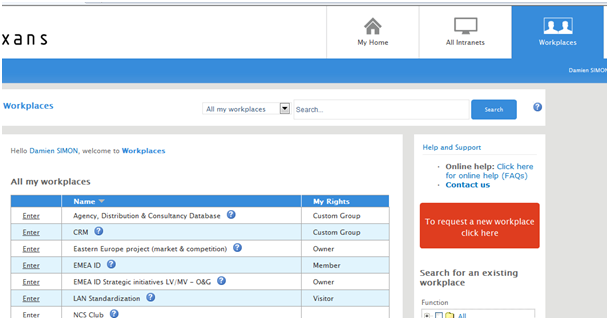 xans
My Home
All Intranets
Workplaces
Damien SIMON
Workplaces
All my workplaces
Search...
Search
Hello Damien SIMON, welcome to Workplaces
All my workplaces
Name
My Rights
Enter Agency, Distribution & Consultancy Database Custom Group
Enter CRM Custom Group
Enter Eastern Europe project (market & competition) Owner
Enter EMEA ID Member
Enter EMEA ID Strategic initiatives LV/MV - O&G Owner
Enter LAN Standardization Visitor
Enter NCS Club
Help and Support
• Online help: Click here
for online help (FAQs)
• Contact us
To request a new workplace
click here
Search for an existing
workplace
Function
All